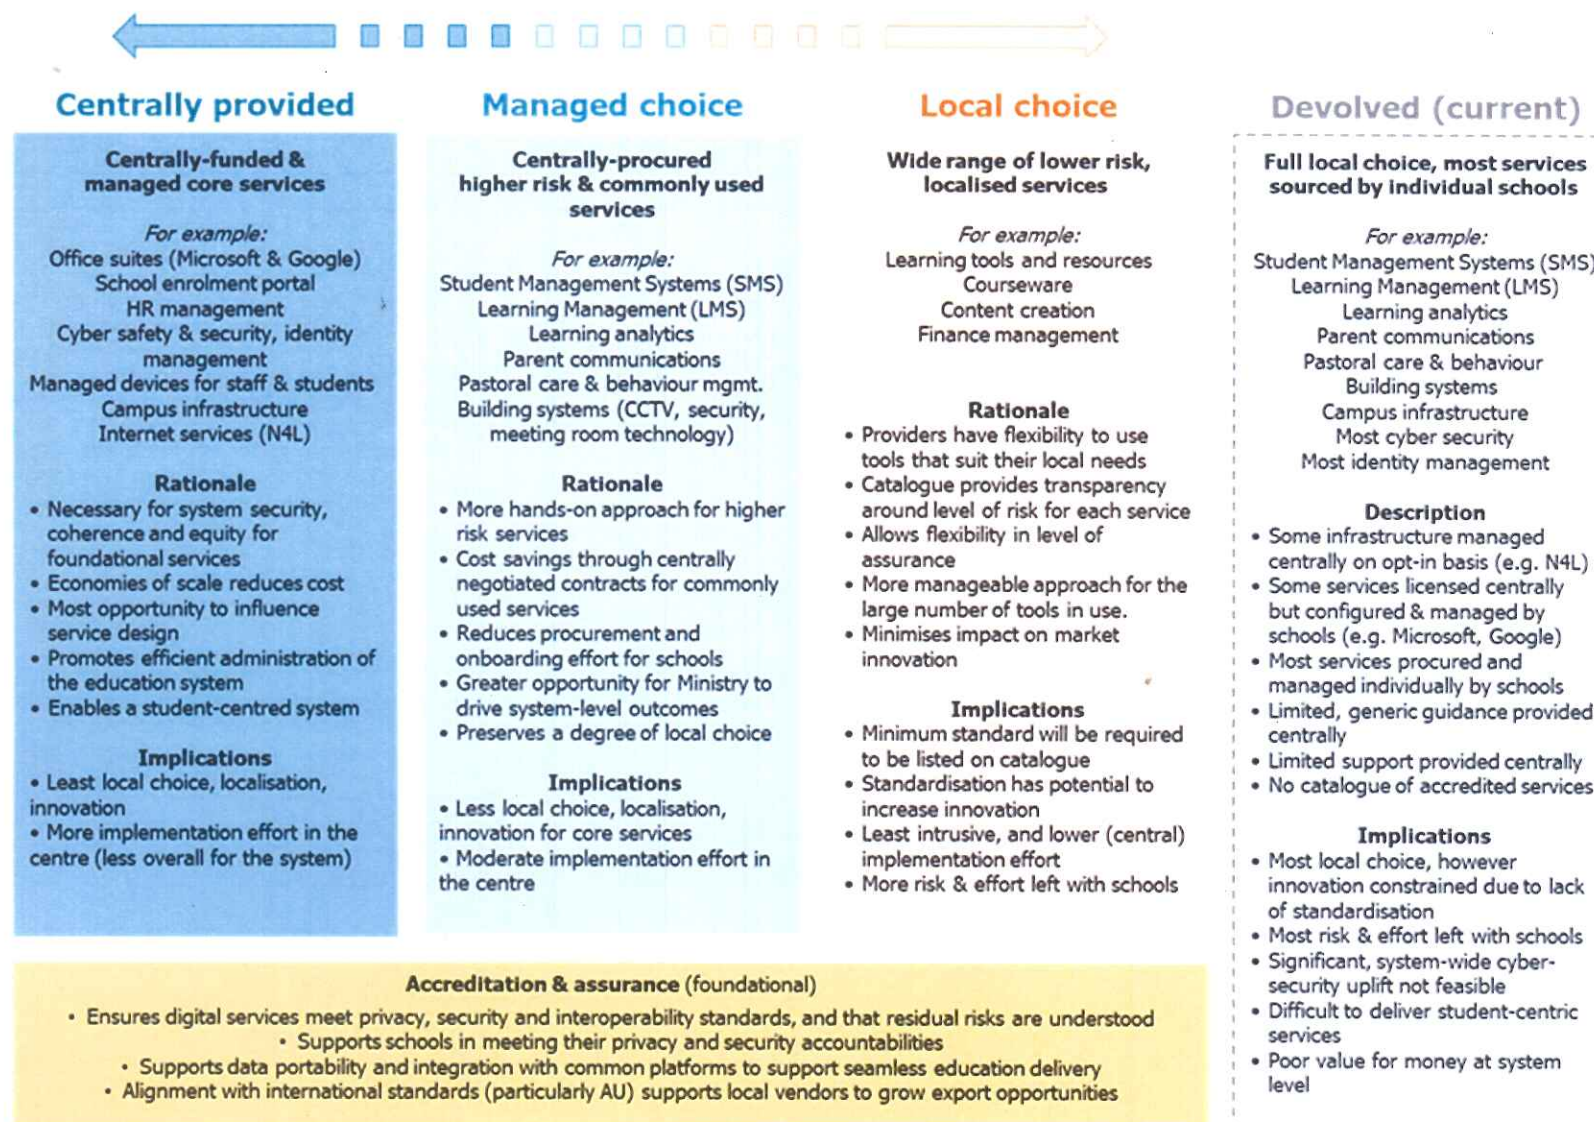 Centrally provided
Centrally-funded &
managed core services
For example:
Office suites (Microsoft & Google)
School enrolment portal
HR management
Cyber safety & security, identity
management
Managed devices for staff & students
Campus infrastructure
Internet services (N4L)
Rationale
• Necessary for system security,
coherence and equity for
foundational services
• Economies of scale reduces cost
• Most opportunity to influence
service design
• Promotes efficient administration of
the education system
• Enables a student-centred system
Implications
• Least local choice, localisation,
innovation
• More implementation effort in the
centre (less overall for the system)
Managed choice
Centrally-procured
higher risk & commonly used
services
For example:
Student Management Systems (SMS)
Learning Management (LMS)
Learning analytics
Parent communications
Pastoral care & behaviour mgmt.
Building systems (CCTV, security,
meeting room technology)
Rationale
• More hands-on approach for higher
risk services
• Cost savings through centrally
negotiated contracts for commonly
used services
• Reduces procurement and
onboarding effort for schools
• Greater opportunity for Ministry to
drive system-level outcomes
• Preserves a degree of local choice
Implications
• Less local choice, localisation,
innovation for core services
• Moderate implementation effort in
the centre
Local choice
Wide range of lower risk,
localised services
For example:
Learning tools and resources
Courseware
Content creation
Finance management
Rationale
• Providers have flexibility to use
tools that suit their local needs
• Catalogue provides transparency
around level of risk for each service
• Allows flexibility in level of
assurance
• More manageable approach for the
large number of tools in use.
• Minimises impact on market
innovation
Implications
• Minimum standard will be required
to be listed on catalogue
• Standardisation has potential to
increase innovation
• Least intrusive, and lower (central)
implementation effort
• More risk & effort left with schools
Devolved (current)
Full local choice, most services
sourced by individual schools
For example:
Student Management Systems (SMS)
Learning Management (LMS)
Learning analytics
Parent communications
Pastoral care & behaviour
Building systems
Campus infrastructure
Most cyber security
Most identity management
Description
• Some infrastructure managed
centrally on opt-in basis (e.g. N4L)
• Some services licensed centrally
but configured & managed by
schools (e.g. Microsoft, Google)
• Most services procured and
managed individually by schools
• Limited, generic guidance provided
centrally
• Limited support provided centrally
• No catalogue of accredited services
Implications
• Most local choice, however
innovation constrained due to lack
of standardisation
• Most risk & effort left with schools
• Significant, system-wide cyber-
security uplift not feasible
• Difficult to deliver student-centric
services
• Poor value for money at system
level
Accreditation & assurance (foundational)
• Ensures digital services meet privacy, security and interoperability standards, and that residual risks are understood
• Supports schools in meeting their privacy and security accountabilities
• Supports data portability and integration with common platforms to support seamless education delivery
• Alignment with international standards (particularly AU) supports local vendors to grow export opportunities